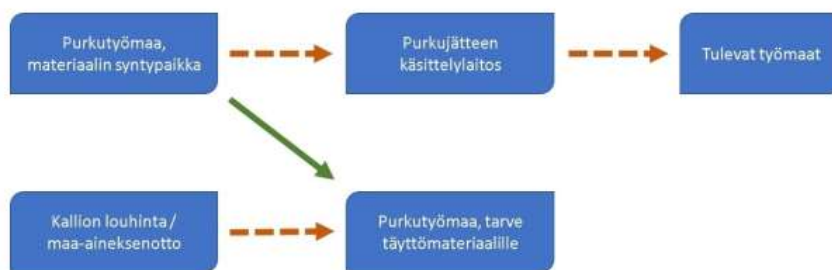 Purkutyömaa,
materiaalin syntypaikka
Purkujätteen
käsittelylaitos
Tulevat työmaat
Kallion louhinta /
maa-aineksenotto
Purkutyömaa, tarve
täyttömateriaalille